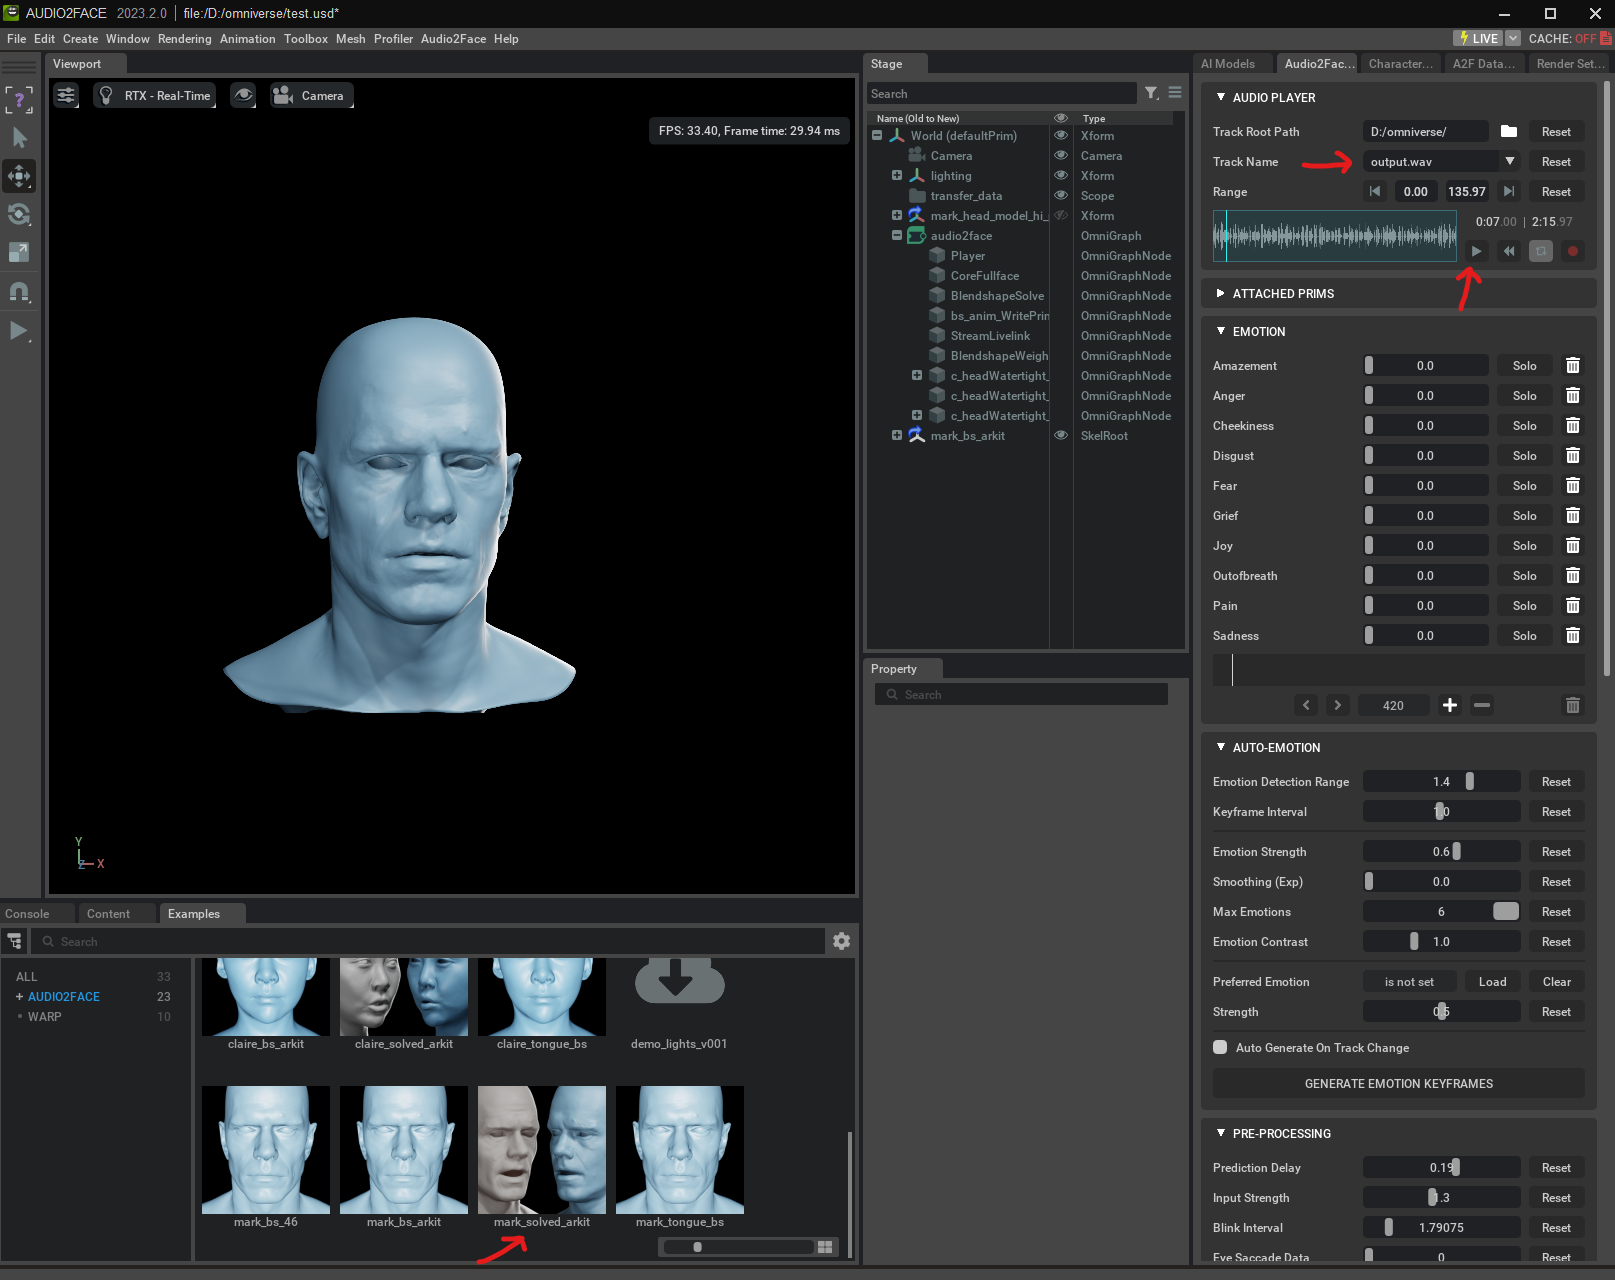 AUDIO2FACE 2023.2.0 file:/D:/omniverse/test.usd*
File Edit Create Window Rendering Animation Toolbox Mesh Profiler Audio2Face Help
LIVE CACHE: OFF
Viewport
RTX - Real-Time
Camera
FPS: 33.40, Frame time: 29.94 ms
Y
Z X
Console Content Examples
Search
ALL 33
+ AUDIO2FACE 23
WARP 10
claire_bs_arkit claire_solved_arkit claire_tongue_bs demo_lights_v001
mark_bs_46 mark_bs_arkit mark_solved_arkit mark_tongue_bs
Stage
Search
Name (Old to New) Type
World (defaultPrim) Xform
Camera Camera
lighting Xform
transfer_data Scope
mark_head_model_hi_ Xform
audio2face OmniGraph
Player OmniGraphNode
CoreFullface OmniGraphNode
BlendshapeSolve OmniGraphNode
bs_anim_WritePrim OmniGraphNode
StreamLivelink OmniGraphNode
BlendshapeWeigh OmniGraphNode
c_headWatertight_ OmniGraphNode
c_headWatertight_ OmniGraphNode
c_headWatertight_ OmniGraphNode
mark_bs_arkit SkelRoot
Property
Search
AI Models Audio2Fac... Character... A2F Data... Render Set...
AUDIO PLAYER
Track Root Path D:/omniverse/ Reset
Track Name output.wav Reset
Range 0.00 135.97 Reset
0:07.00 | 2:15.97
ATTACHED PRIMS
EMOTION
Amazement 0.0 Solo
Anger 0.0 Solo
Cheekiness 0.0 Solo
Disgust 0.0 Solo
Fear 0.0 Solo
Grief 0.0 Solo
Joy 0.0 Solo
Outofbreath 0.0 Solo
Pain 0.0 Solo
Sadness 0.0 Solo
420
AUTO-EMOTION
Emotion Detection Range 1.4 Reset
Keyframe Interval 1.0 Reset
Emotion Strength 0.6 Reset
Smoothing (Exp) 0.0 Reset
Max Emotions 6 Reset
Emotion Contrast 1.0 Reset
Preferred Emotion is not set Load Clear
Strength 0.5 Reset
Auto Generate On Track Change
GENERATE EMOTION KEYFRAMES
PRE-PROCESSING
Prediction Delay 0.19 Reset
Input Strength 1.3 Reset
Blink Interval 1.79075 Reset
Eye Saccade Data 0 Reset